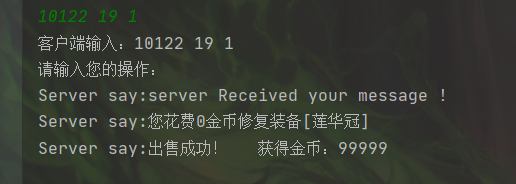 10122 19 1
客户端输入：10122 19 1
请输入您的操作：
Server say:server Received your message !
Server say:您花费0金币修复装备[莲华冠]
Server say:出售成功!   获得金币：99999